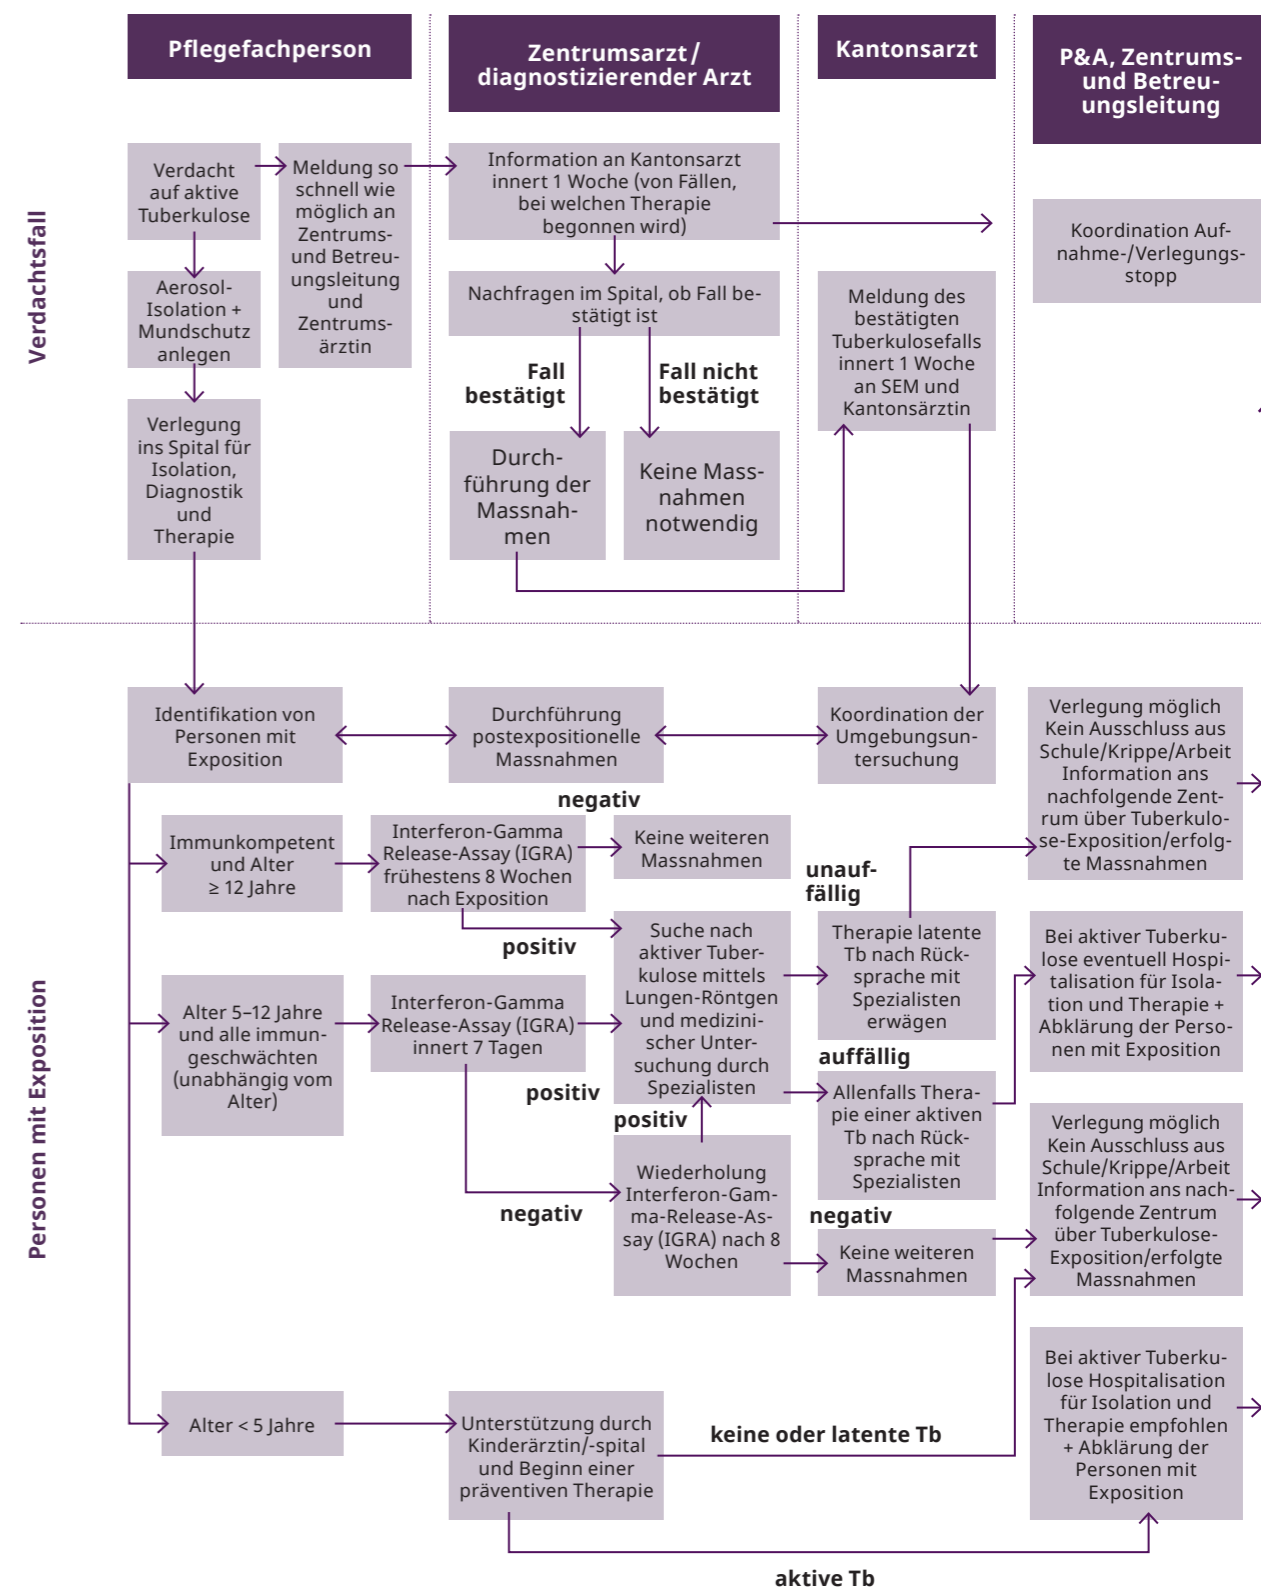 Pflegefachperson
Zentrumsarzt /
diagnostizierender Arzt
Kantonsarzt
P&A, Zentrums-
und Betreu-
ungsleitung
Verdachtsfall
Verdacht
auf aktive
Tuberkulose
Meldung so
schnell wie
möglich an
Zentrums-
und Betreu-
ungsleitung
und
Zentrums-
ärztin
Information an Kantonsarzt
innert 1 Woche (von Fällen,
bei welchen Therapie
begonnen wird)
Koordination Auf-
nahme-/Verlegungs-
stopp
Aerosol-
Isolation +
Mundschutz
anlegen
Nachfragen im Spital, ob Fall be-
stätigt ist
Meldung des
bestätigten
Tuberkulosefalls
innert 1 Woche
an SEM und
Kantonsärztin
Fall
bestätigt
Fall nicht
bestätigt
Verlegung
ins Spital für
Isolation,
Diagnostik
und
Therapie
Durch-
führung der
Massnah-
men
Keine Mass-
nahmen
notwendig
Personen mit Exposition
Identifikation von
Personen mit
Exposition
Durchführung
postexpositionelle
Massnahmen
Koordination der
Umgebungsun-
tersuchung
Verlegung möglich
Kein Ausschluss aus
Schule/Krippe/Arbeit
Information ans
nachfolgende Zent-
rum über Tuberkulo-
se-Exposition/erfolg-
te Massnahmen
negativ
Immunkompetent
und Alter
≥ 12 Jahre
Interferon-Gamma
Release-Assay (IGRA)
frühestens 8 Wochen
nach Exposition
Keine weiteren
Massnahmen
unauf-
fällig
positiv
Suche nach
aktiver Tuber-
kulose mittels
Lungen-Röntgen
und medizini-
scher Unter-
suchung durch
Spezialisten
Therapie latente
Tb nach Rück-
sprache mit
Spezialisten
erwägen
Bei aktiver Tuberku-
lose eventuell Hospi-
talisation für Isola-
tion und Therapie +
Abklärung der Perso-
nen mit Exposition
Alter 5–12 Jahre
und alle immun-
geschwächten
(unabhängig vom
Alter)
Interferon-Gamma
Release-Assay (IGRA)
innert 7 Tagen
auffällig
positiv
positiv
Allenfalls Thera-
pie einer aktiven
Tb nach Rück-
sprache mit
Spezialisten
Verlegung möglich
Kein Ausschluss aus
Schule/Krippe/Arbeit
Information ans nach-
folgende Zentrum
über Tuberkulose-
Exposition/erfolgte
Massnahmen
Wiederholung
Interferon-Gam-
ma-Release-As-
say (IGRA) nach 8
Wochen
negativ
negativ
Keine weiteren
Massnahmen
Alter < 5 Jahre
Unterstützung durch
Kinderärztin/-spital
und Beginn einer
präventiven Therapie
keine oder latente Tb
Bei aktiver Tuberku-
lose Hospitalisation
für Isolation und
Therapie empfohlen
+ Abklärung der
Personen mit
Exposition
aktive Tb